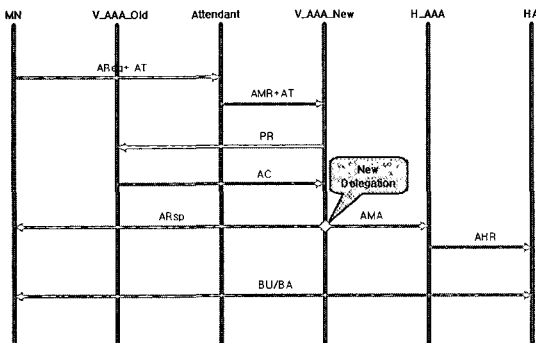 MN V_AAA_Old Attendant V_AAA_New H_AAA HA
AReq+ AT
AMR+AT
PR
AC
New
Delegation
ARsp AMA
AHR
BU/BA